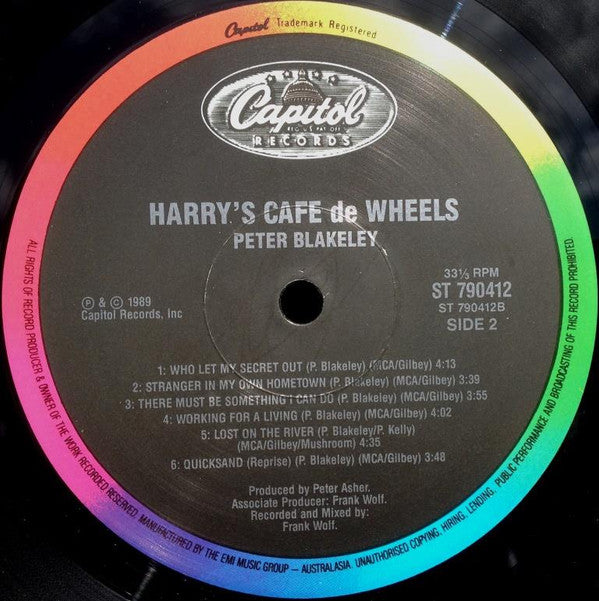 Capitol Trademark Registered
Capitol
REG. U.S. PAT. OFF.
RECORDS
HARRY'S CAFE de WHEELS
PETER BLAKELEY
33⅓ RPM
ST 790412
ST 790412B
SIDE 2
℗ & © 1989
Capitol Records, Inc
1: WHO LET MY SECRET OUT (P. Blakeley) (MCA/Gilbey) 4:13
2: STRANGER IN MY OWN HOMETOWN (P. Blakeley) (MCA/Gilbey) 3:39
3: THERE MUST BE SOMETHING I CAN DO (P. Blakeley) (MCA/Gilbey) 3:55
4: WORKING FOR A LIVING (P. Blakeley) (MCA/Gilbey) 4:02
5: LOST ON THE RIVER (P. Blakeley/P. Kelly)
(MCA/Gilbey/Mushroom) 4:35
6: QUICKSAND (Reprise) (P. Blakeley) (MCA/Gilbey) 3:48
Produced by Peter Asher.
Associate Producer: Frank Wolf.
Recorded and Mixed by:
Frank Wolf.
ALL RIGHTS OF RECORD PRODUCER & OWNER OF THE WORK RECORDED RESERVED. MANUFACTURED BY THE EMI MUSIC GROUP – AUSTRALASIA. UNAUTHORISED COPYING, HIRING, LENDING, PUBLIC PERFORMANCE AND BROADCASTING OF THIS RECORD PROHIBITED.